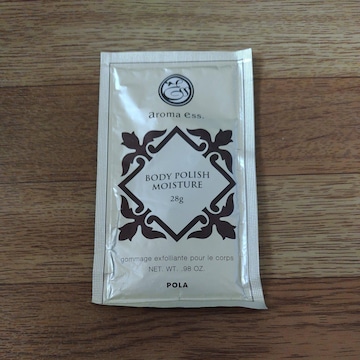 aroma ess.
BODY POLISH
MOISTURE
28g
gommage exfoliante pour le corps
NET. WT. .98 OZ.
POLA